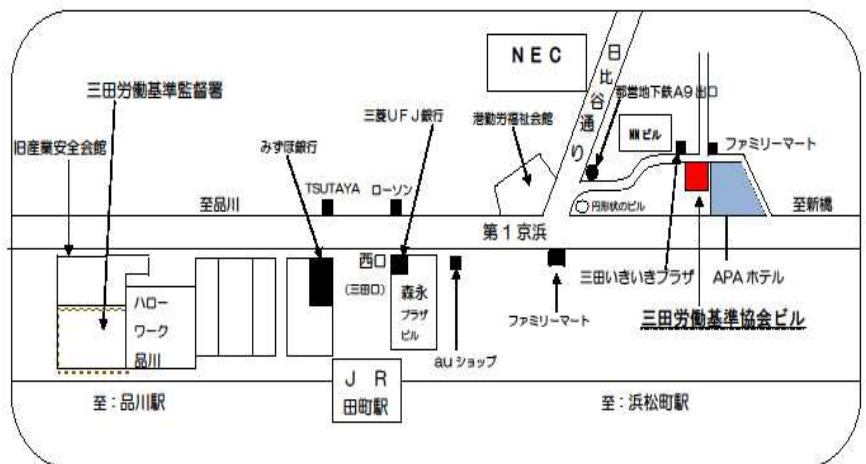 NEC
日比谷通り
三田労働基準監督署
都営地下鉄A9出口
三菱UFJ銀行
港勤労福祉会館
NNビル
旧産業安全会館
みずほ銀行
ファミリーマート
TSUTAYA
ローソン
至品川
円形状のビル
至新橋
第1京浜
西口
(三田口)
三田いきいきプラザ
APAホテル
森永
プラザ
ビル
ハロー
ワーク
品川
ファミリーマート
三田労働基準協会ビル
auショップ
JR
田町駅
至:品川駅
至:浜松町駅